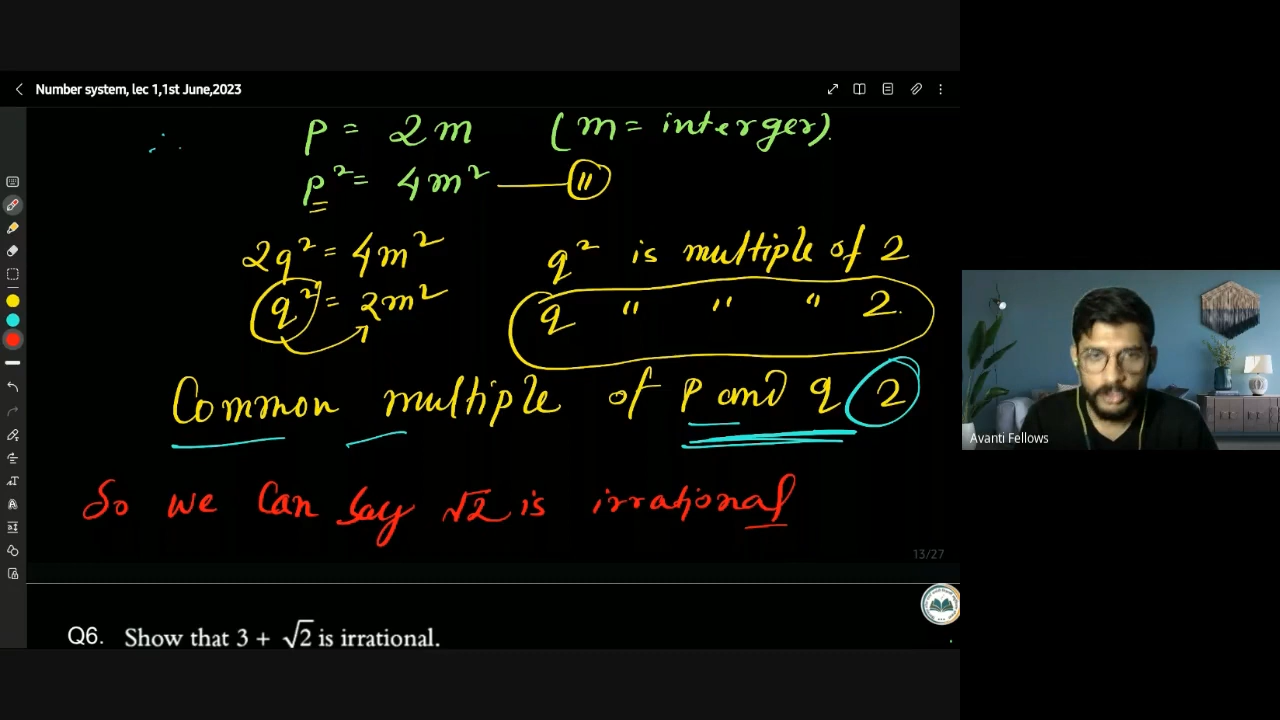 Number system, lec 1,1st June,2023
p = 2m (m = interger).
p² = 4m² —— (11)
2q² = 4m² q² is multiple of 2
q² = 2m² q " " " 2.
Common multiple of p and q 2
So we can say √2 is irrational
13/27
Q6. Show that 3 + √2 is irrational.
Avanti Fellows